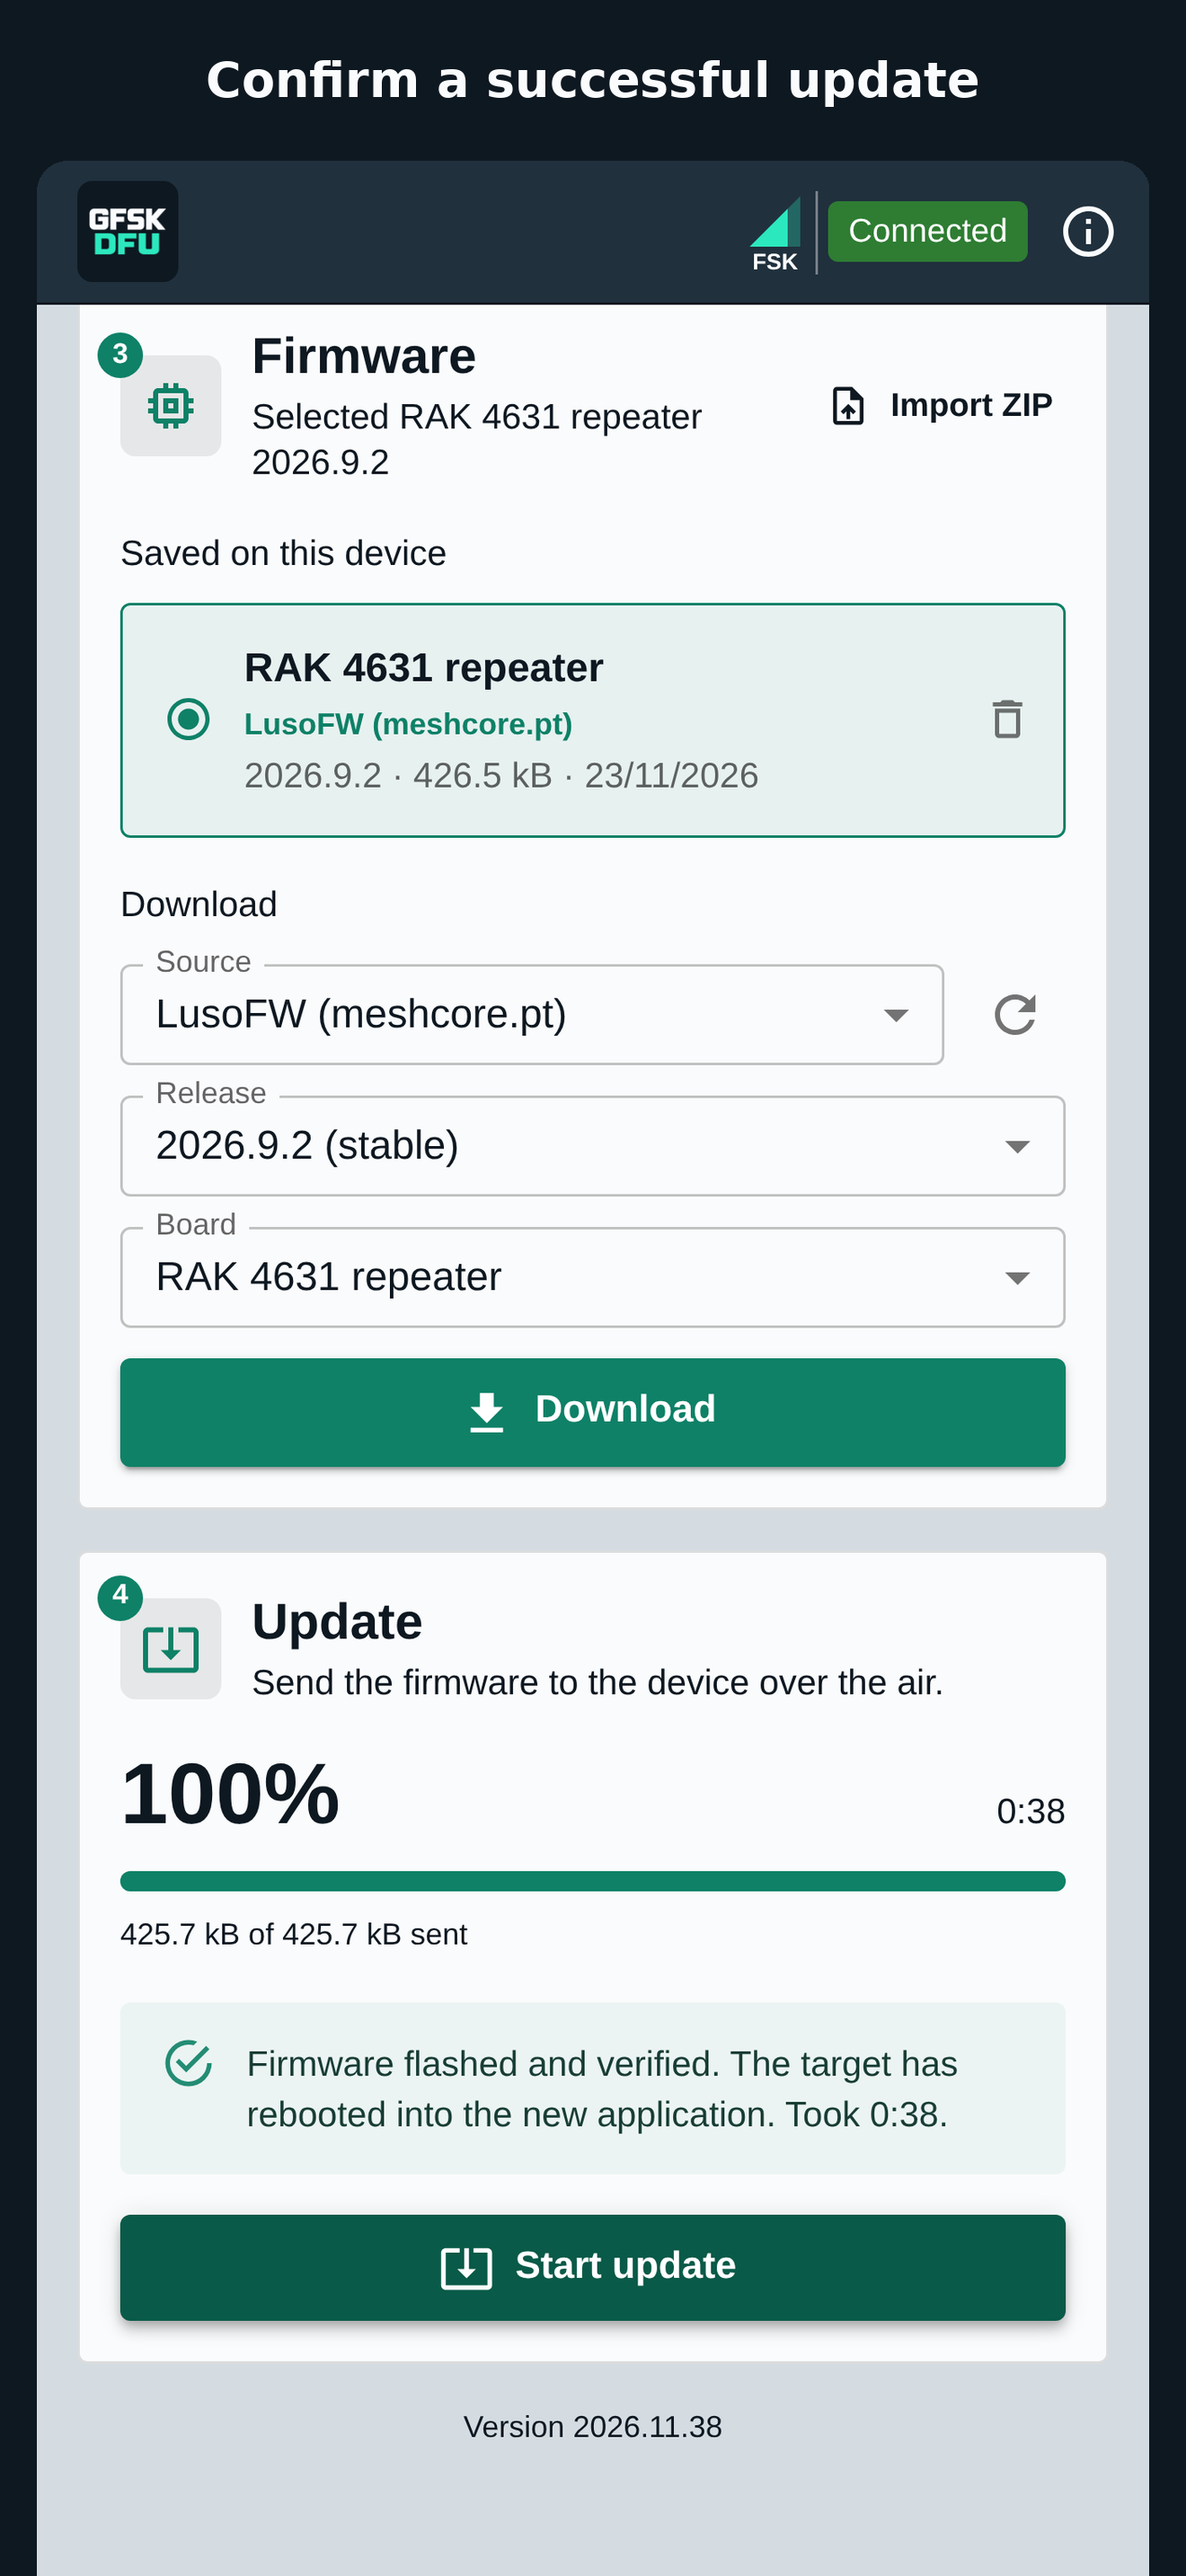 Confirm a successful update
GFSK
DFU
FSK
Connected
3
Firmware
Selected RAK 4631 repeater
2026.9.2
Import ZIP
Saved on this device
RAK 4631 repeater
LusoFW (meshcore.pt)
2026.9.2 · 426.5 kB · 23/11/2026
Download
Source
LusoFW (meshcore.pt)
Release
2026.9.2 (stable)
Board
RAK 4631 repeater
Download
4
Update
Send the firmware to the device over the air.
100%
0:38
425.7 kB of 425.7 kB sent
Firmware flashed and verified. The target has
rebooted into the new application. Took 0:38.
Start update
Version 2026.11.38